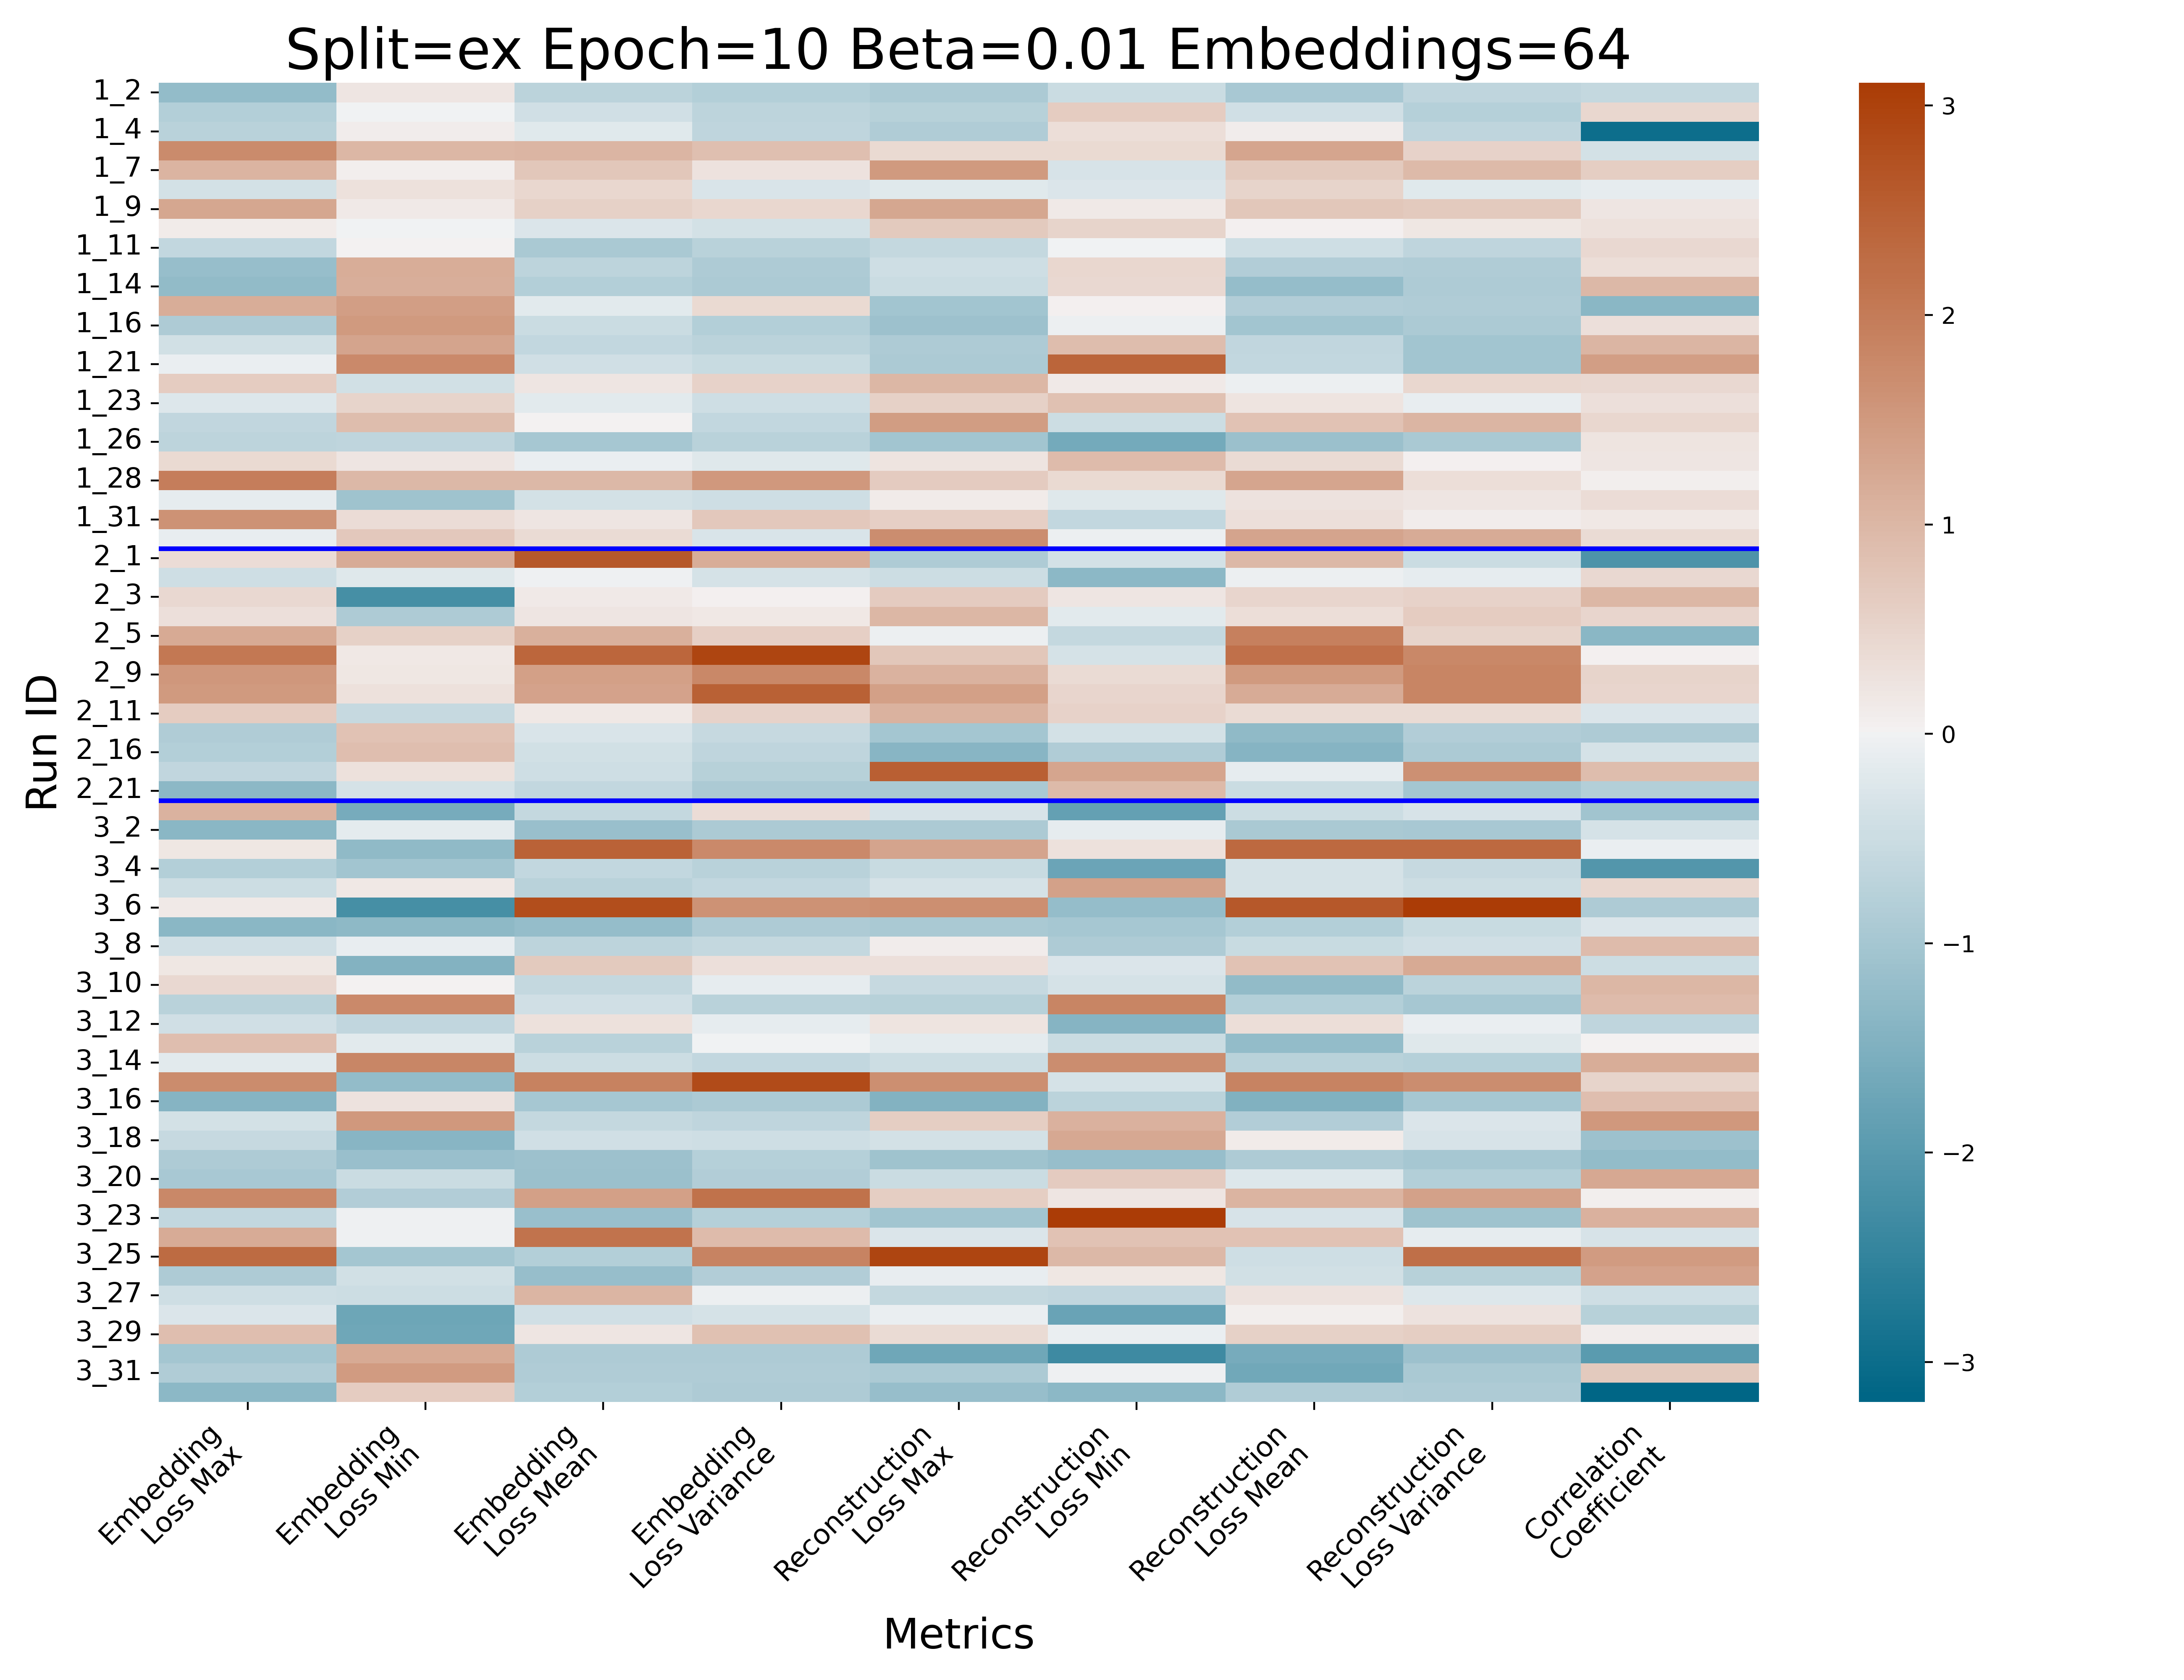 Split=ex Epoch=10 Beta=0.01 Embeddings=64
Run ID
1_2
1_4
1_7
1_9
1_11
1_14
1_16
1_21
1_23
1_26
1_28
1_31
2_1
2_3
2_5
2_9
2_11
2_16
2_21
3_2
3_4
3_6
3_8
3_10
3_12
3_14
3_16
3_18
3_20
3_23
3_25
3_27
3_29
3_31
Embedding
Loss Max
Embedding
Loss Min
Embedding
Loss Mean
Embedding
Loss Variance
Reconstruction
Loss Max
Reconstruction
Loss Min
Reconstruction
Loss Mean
Reconstruction
Loss Variance
Correlation
Coefficient
Metrics
3
2
1
0
−1
−2
−3